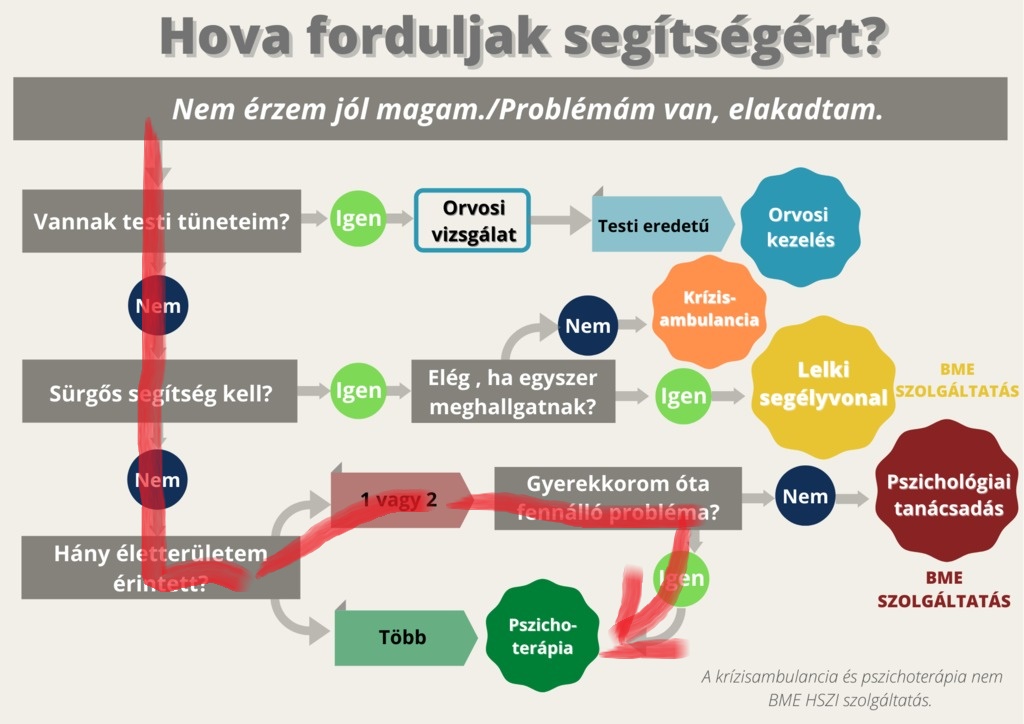 Hova forduljak segítségért?
Nem érzem jól magam./Problémám van, elakadtam.
Vannak testi tüneteim?
Igen
Orvosi
vizsgálat
Testi eredetű
Orvosi
kezelés
Nem
Nem
Krízis-
ambulancia
Sürgős segítség kell?
Igen
Elég , ha egyszer
meghallgatnak?
Igen
Lelki
segélyvonal
BME
SZOLGÁLTATÁS
Nem
1 vagy 2
Gyerekkorom óta
fennálló probléma?
Nem
Pszichológiai
tanácsadás
BME
SZOLGÁLTATÁS
Hány életterületem
érintett?
Igen
Több
Pszicho-
terápia
A krízisambulancia és pszichoterápia nem
BME HSZI szolgáltatás.